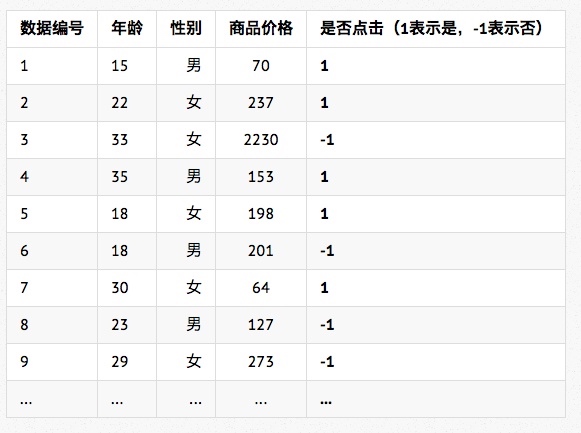 数据编号 年龄 性别 商品价格 是否点击（1表示是，-1表示否）
1 15 男 70 1
2 22 女 237 1
3 33 女 2230 -1
4 35 男 153 1
5 18 女 198 1
6 18 男 201 -1
7 30 女 64 1
8 23 男 127 -1
9 29 女 273 -1
... ... ... ... ...